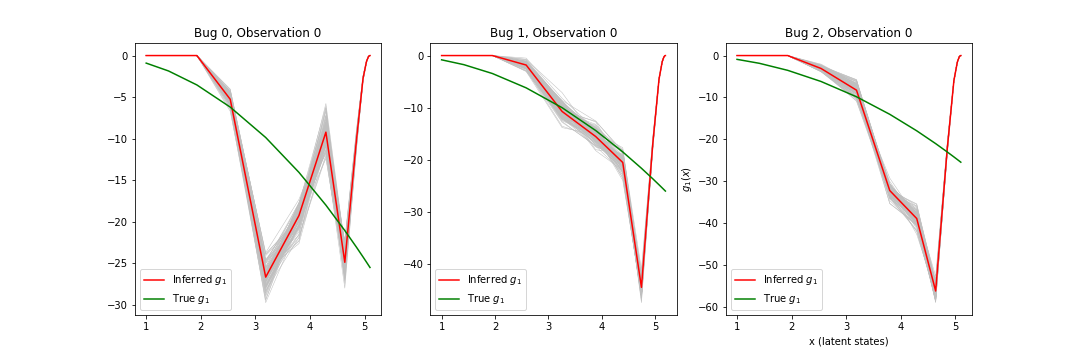 Bug 0, Observation 0
0
−5
−10
−15
−20
−25
−30
1 2 3 4 5
Inferred g₁
True g₁
Bug 1, Observation 0
0
−10
−20
−30
−40
1 2 3 4 5
Inferred g₁
True g₁
Bug 2, Observation 0
g₁(x)
0
−10
−20
−30
−40
−50
−60
1 2 3 4 5
x (latent states)
Inferred g₁
True g₁